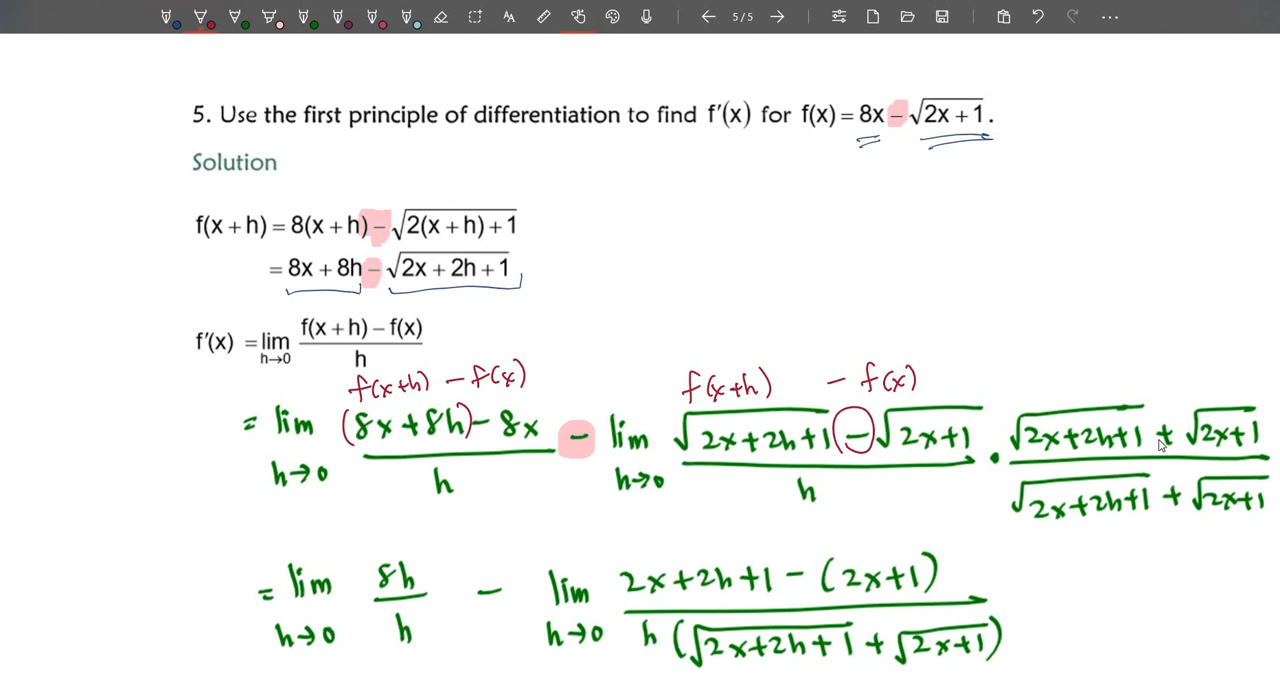 5/5
5. Use the first principle of differentiation to find f'(x) for f(x) = 8x − √(2x + 1).
Solution
f(x + h) = 8(x + h) − √(2(x + h) + 1)
= 8x + 8h − √(2x + 2h + 1)
f'(x) = lim h→0 (f(x + h) − f(x))/h
f(x+h) − f(x) f(x+h) − f(x)
= lim h→0 ((8x + 8h) − 8x)/h − lim h→0 (√(2x+2h+1) − √(2x+1))/h · (√(2x+2h+1) + √(2x+1))/(√(2x+2h+1) + √(2x+1))
= lim h→0 8h/h − lim h→0 (2x+2h+1 − (2x+1))/(h(√(2x+2h+1) + √(2x+1)))